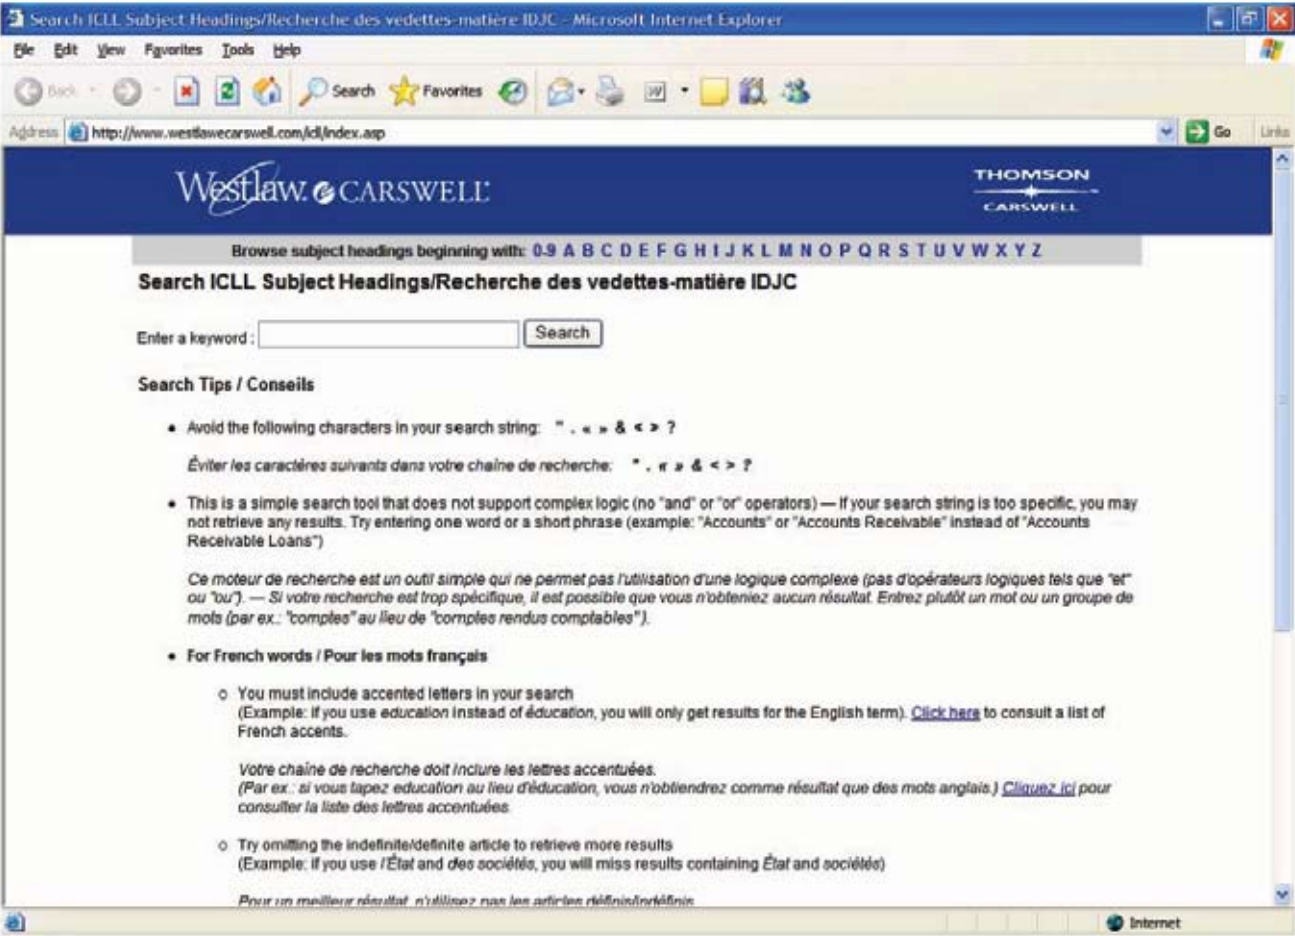 Search ICLL Subject Headings/Recherche des vedettes-matière IDJC - Microsoft Internet Explorer
File Edit View Favorites Tools Help
Back Search Favorites
Address http://www.westlawecarswell.com/icll/index.asp Go Links
Westlaw. e CARSWELL
THOMSON
CARSWELL
Browse subject headings beginning with: 0-9 A B C D E F G H I J K L M N O P Q R S T U V W X Y Z
Search ICLL Subject Headings/Recherche des vedettes-matière IDJC
Enter a keyword : Search
Search Tips / Conseils
• Avoid the following characters in your search string: " . « » & < > ?
Éviter les caractères suivants dans votre chaîne de recherche: " . « » & < > ?
• This is a simple search tool that does not support complex logic (no "and" or "or" operators) — If your search string is too specific, you may
not retrieve any results. Try entering one word or a short phrase (example: "Accounts" or "Accounts Receivable" instead of "Accounts
Receivable Loans")
Ce moteur de recherche est un outil simple qui ne permet pas l'utilisation d'une logique complexe (pas d'opérateurs logiques tels que "et"
ou "ou"). — Si votre recherche est trop spécifique, il est possible que vous n'obteniez aucun résultat. Entrez plutôt un mot ou un groupe de
mots (par ex.: "comptes" au lieu de "comptes rendus comptables").
• For French words / Pour les mots français
o You must include accented letters in your search
(Example: if you use education instead of éducation, you will only get results for the English term). Click here to consult a list of
French accents.
Votre chaîne de recherche doit inclure les lettres accentuées.
(Par ex.: si vous tapez education au lieu d'éducation, vous n'obtiendrez comme résultat que des mots anglais.) Cliquez ici pour
consulter la liste des lettres accentuées.
o Try omitting the indefinite/definite article to retrieve more results
(Example: if you use l'État and des sociétés, you will miss results containing État and sociétés)
Pour un meilleur résultat, n'utilisez pas les articles définis/indéfinis.
Internet